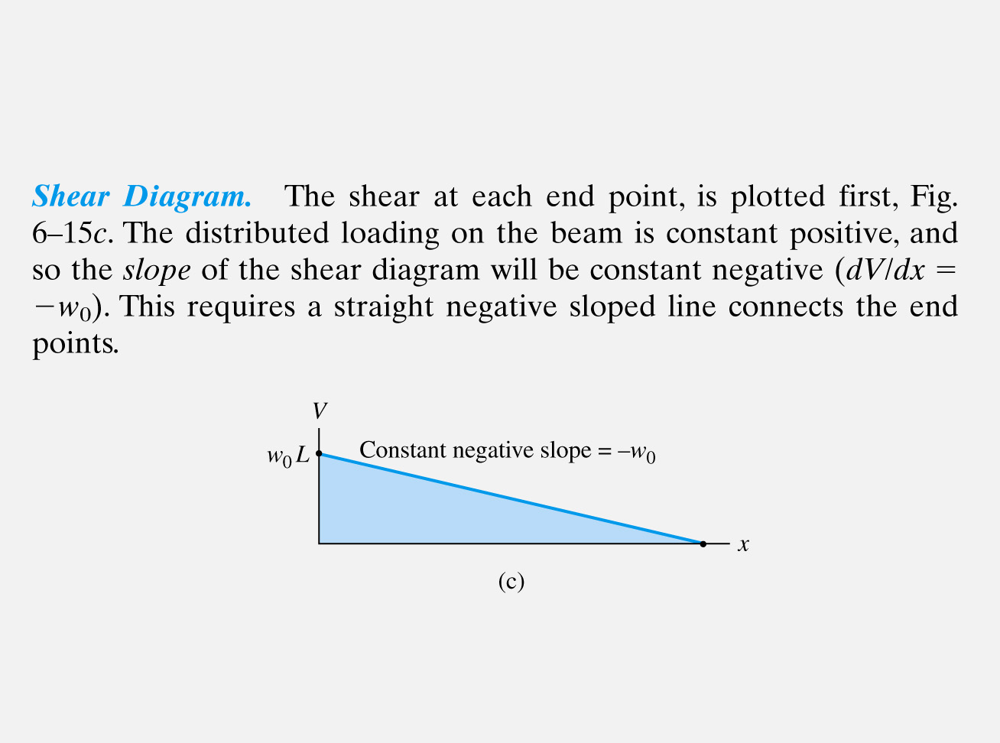 Shear Diagram. The shear at each end point, is plotted first, Fig.
6–15c. The distributed loading on the beam is constant positive, and
so the slope of the shear diagram will be constant negative (dV/dx =
−w₀). This requires a straight negative sloped line connects the end
points.
V
w₀ L
Constant negative slope = –w₀
x
(c)